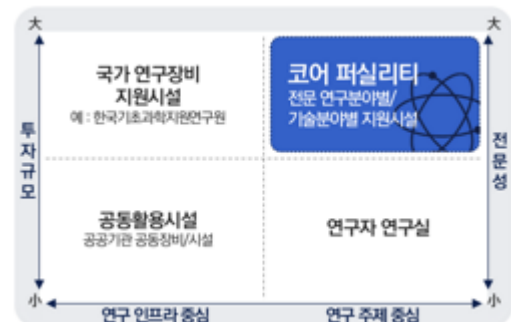 大
大
국가 연구장비
지원시설
예 : 한국기초과학지원연구원
코어 퍼실리티
전문 연구분야별/
기술분야별 지원시설
투자규모
전문성
공동활용시설
공공기관 공동장비/시설
연구자 연구실
小
小
연구 인프라 중심
연구 주제 중심